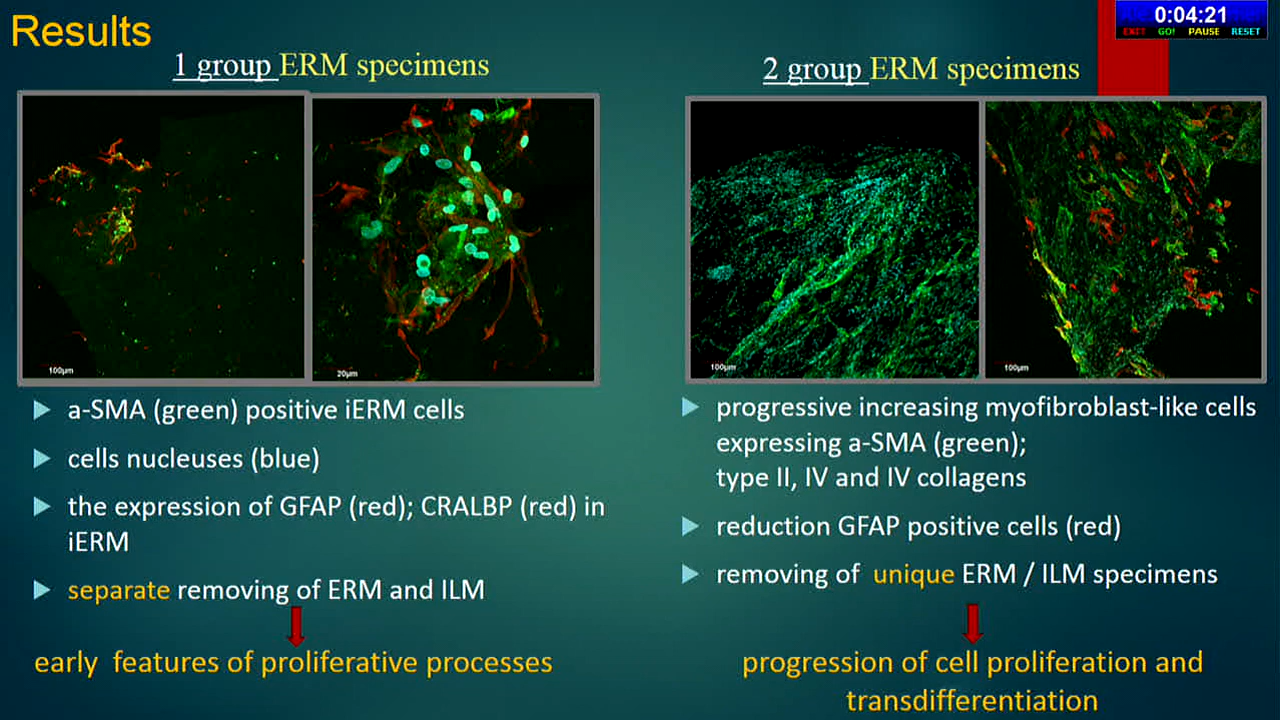 Results
0:04:21
EXIT GO! PAUSE RESET
1 group ERM specimens
100µm
20µm
a-SMA (green) positive iERM cells
cells nucleuses (blue)
the expression of GFAP (red); CRALBP (red) in
iERM
separate removing of ERM and ILM
early features of proliferative processes
2 group ERM specimens
100µm
100µm
progressive increasing myofibroblast-like cells
expressing a-SMA (green);
type II, IV and IV collagens
reduction GFAP positive cells (red)
removing of unique ERM / ILM specimens
progression of cell proliferation and
transdifferentiation